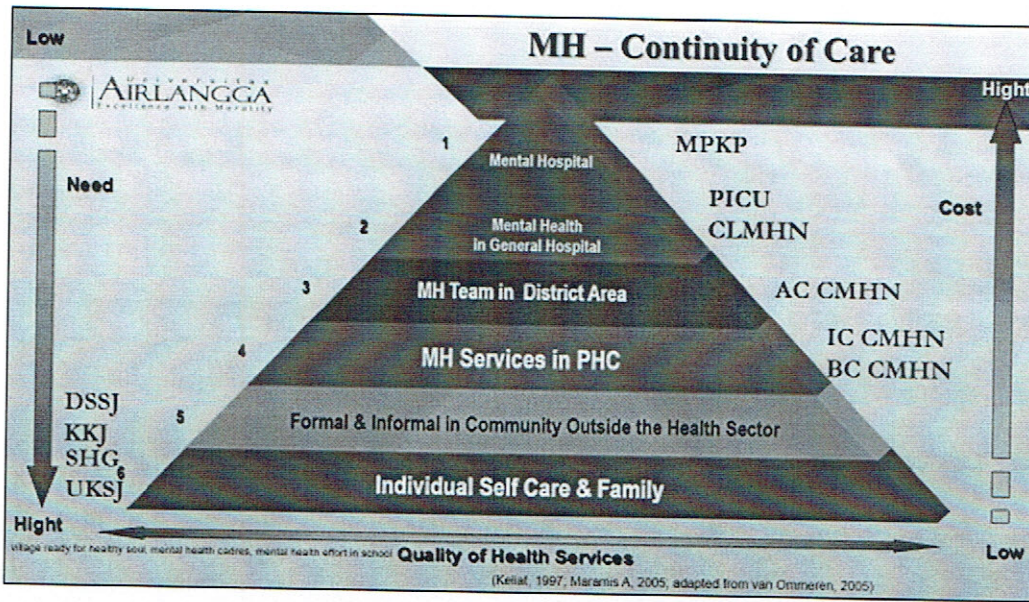 Low
MH – Continuity of Care
Hight
Universitas
AIRLANGGA
Excellence with Morality
1
Mental Hospital
MPKP
Need
Cost
2
Mental Health
In General Hospital
PICU
CLMHN
3
MH Team in District Area
AC CMHN
4
MH Services in PHC
IC CMHN
BC CMHN
DSSJ
KKJ
SHG
UKSJ
5
Formal & Informal in Community Outside the Health Sector
6
Individual Self Care & Family
Hight
Low
village ready for healthy soul, mental health cadres, mental health effort in school
Quality of Health Services
(Keliat, 1997, Maramis A, 2005; adapted from van Ommeren, 2005)